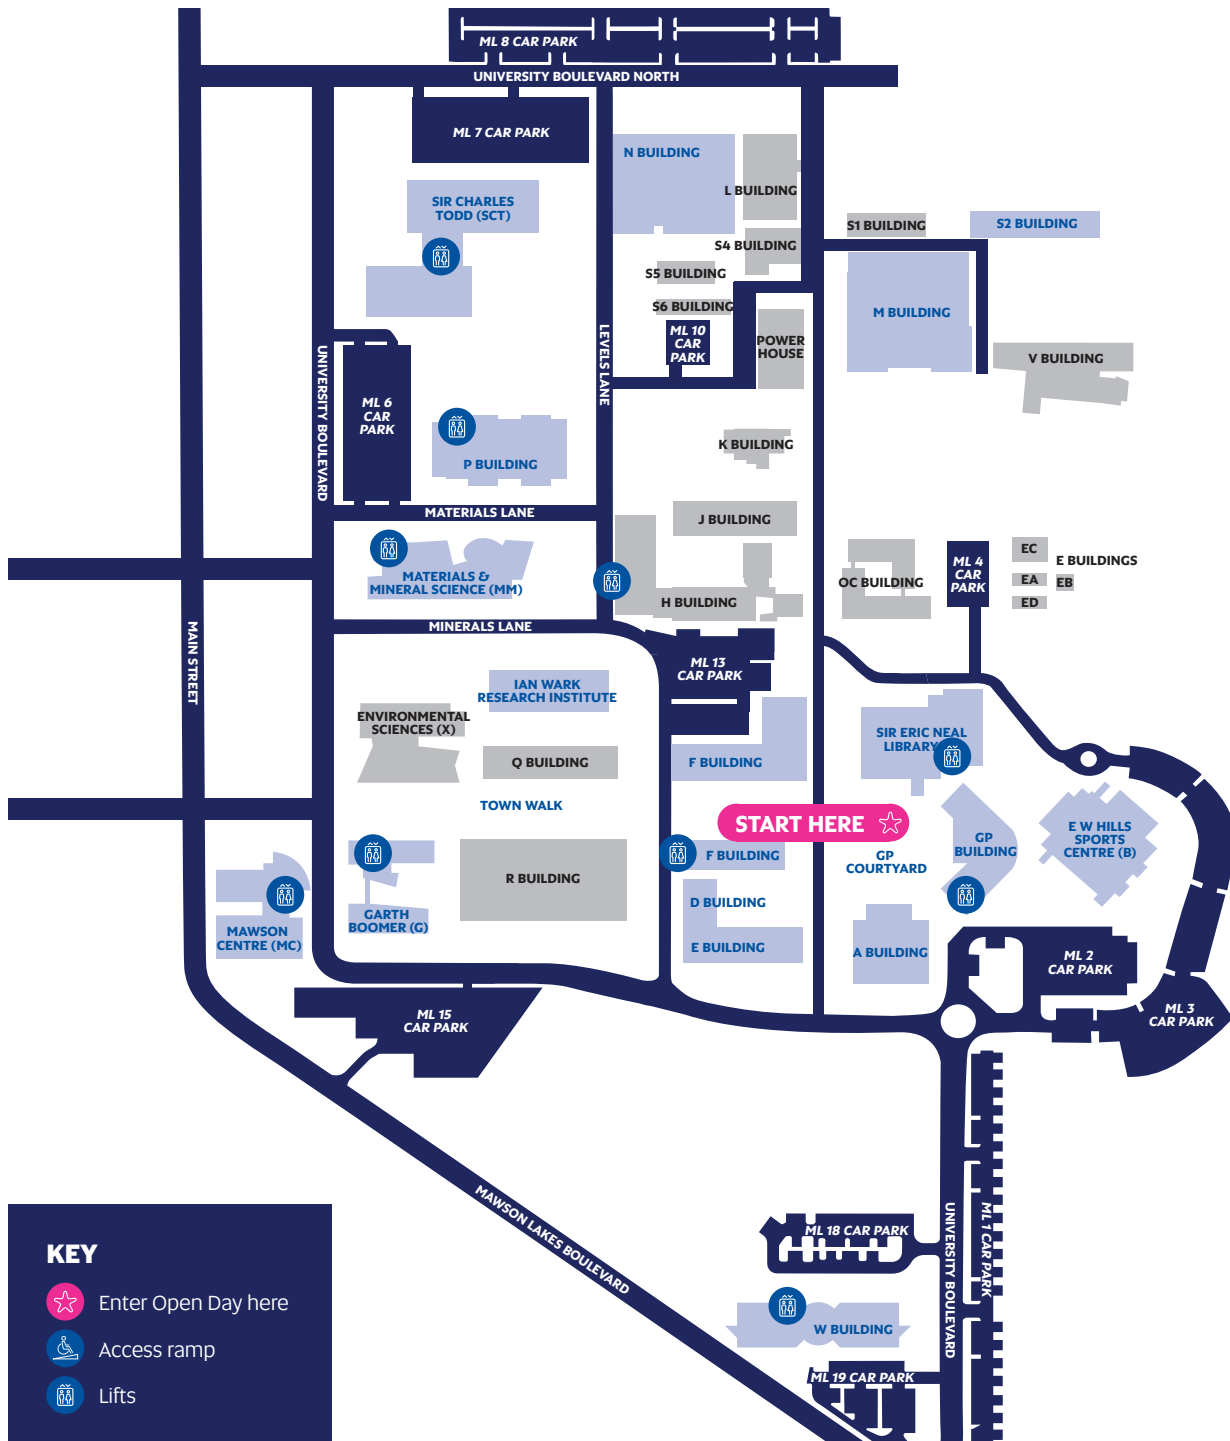 ML 8 CAR PARK
UNIVERSITY BOULEVARD NORTH
ML 7 CAR PARK
N BUILDING
L BUILDING
SIR CHARLES
TODD (SCT)
S1 BUILDING
S2 BUILDING
S4 BUILDING
S5 BUILDING
S6 BUILDING
M BUILDING
ML 10
CAR
PARK
POWER
HOUSE
V BUILDING
LEVELS LANE
UNIVERSITY BOULEVARD
ML 6
CAR
PARK
K BUILDING
P BUILDING
MATERIALS LANE
J BUILDING
EC
E BUILDINGS
ML 4
CAR
PARK
MATERIALS &
MINERAL SCIENCE (MM)
OC BUILDING
EA
EB
H BUILDING
ED
MINERALS LANE
MAIN STREET
ML 13
CAR PARK
IAN WARK
RESEARCH INSTITUTE
ENVIRONMENTAL
SCIENCES (X)
SIR ERIC NEAL
LIBRARY
Q BUILDING
F BUILDING
TOWN WALK
START HERE
E W HILLS
SPORTS
CENTRE (B)
GP
BUILDING
F BUILDING
GP
COURTYARD
R BUILDING
D BUILDING
GARTH
BOOMER (G)
MAWSON
CENTRE (MC)
E BUILDING
A BUILDING
ML 2
CAR PARK
ML 15
CAR PARK
ML 3
CAR PARK
MAWSON LAKES BOULEVARD
UNIVERSITY BOULEVARD
ML 1 CAR PARK
ML 18 CAR PARK
W BUILDING
ML 19 CAR PARK
KEY
Enter Open Day here
Access ramp
Lifts